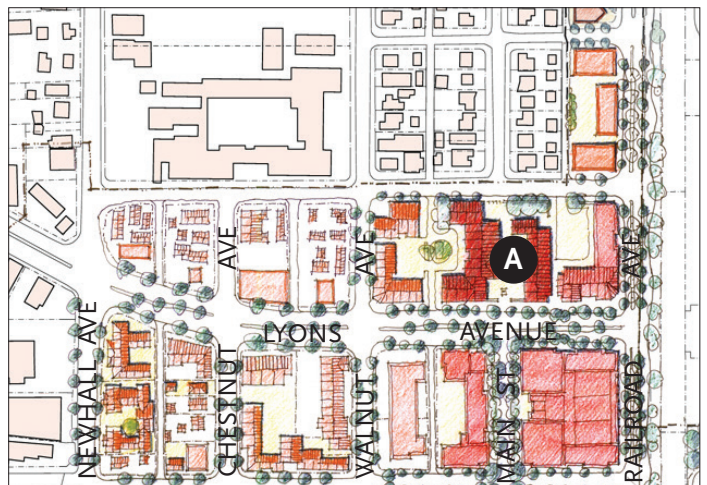 A
AVE
AVE
AVE
LYONS AVENUE
NEWHALL AVE
CHESTNUT
WALNUT
MAIN ST
RAILROAD